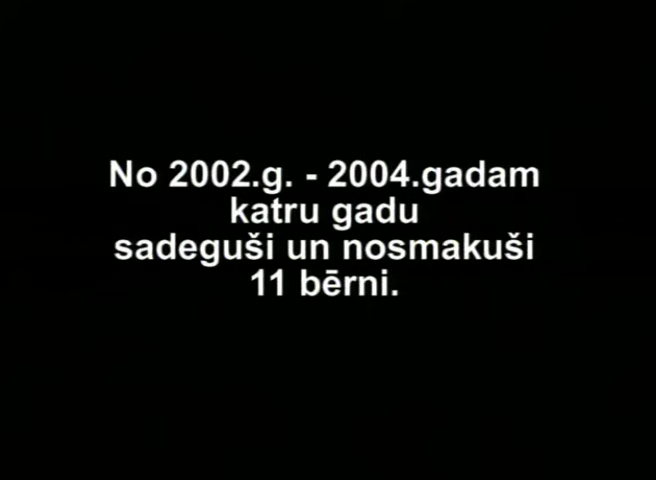 No 2002.g. - 2004.gadam
katru gadu
sadeguši un nosmakuši
11 bērni.